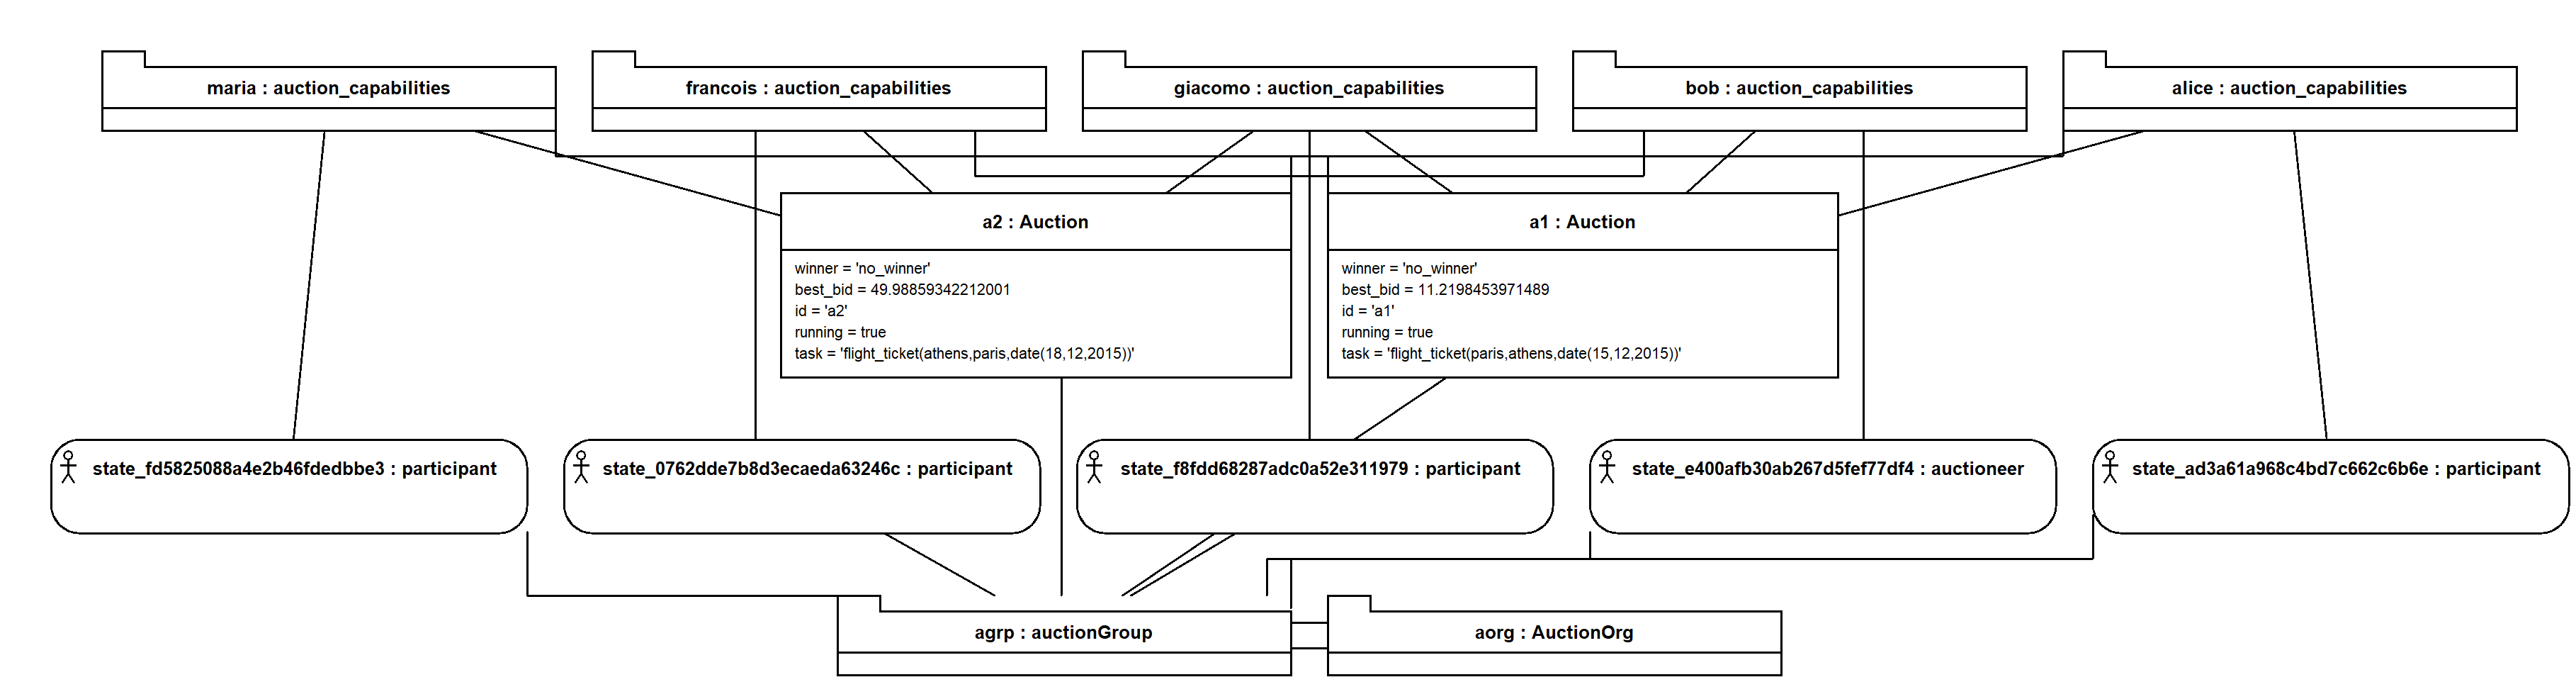 maria : auction_capabilities
francois : auction_capabilities
giacomo : auction_capabilities
bob : auction_capabilities
alice : auction_capabilities
a2 : Auction
winner = 'no_winner'
best_bid = 49.98859342212001
id = 'a2'
running = true
task = 'flight_ticket(athens,paris,date(18,12,2015))'
a1 : Auction
winner = 'no_winner'
best_bid = 11.2198453971489
id = 'a1'
running = true
task = 'flight_ticket(paris,athens,date(15,12,2015))'
state_fd5825088a4e2b46fdedbbe3 : participant
state_0762dde7b8d3ecaeda63246c : participant
state_f8fdd68287adc0a52e311979 : participant
state_e400afb30ab267d5fef77df4 : auctioneer
state_ad3a61a968c4bd7c662c6b6e : participant
agrp : auctionGroup
aorg : AuctionOrg